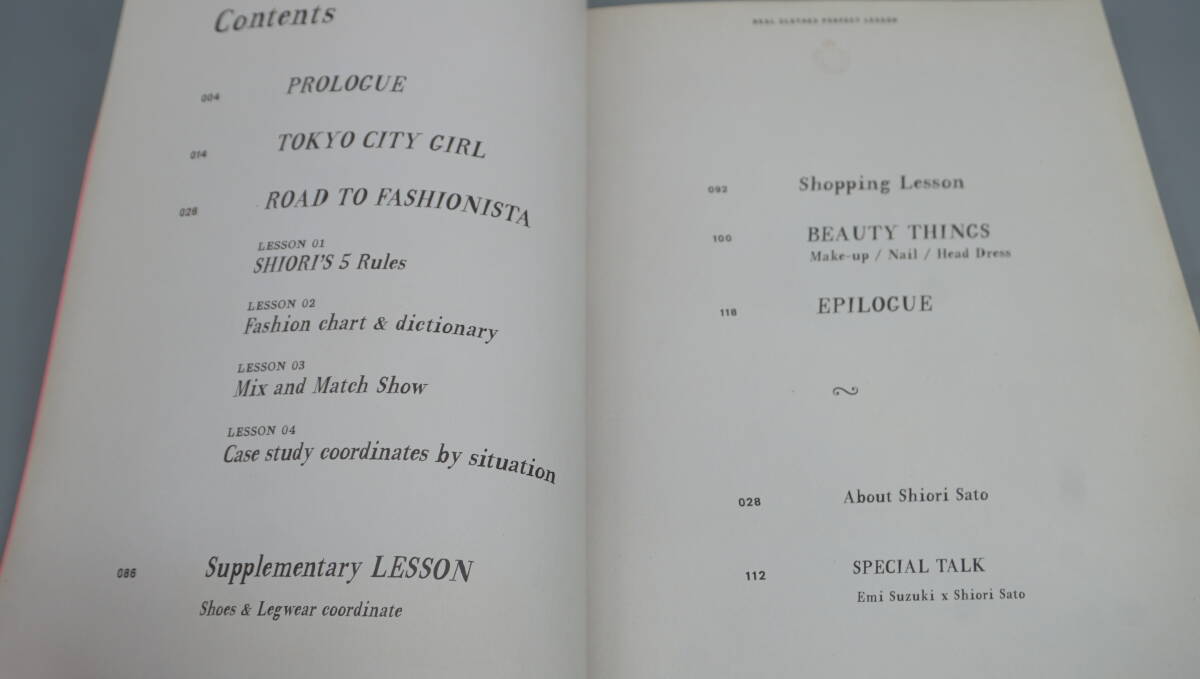 Contents
004 PROLOGUE
014 TOKYO CITY GIRL
026 ROAD TO FASHIONISTA
LESSON 01
SHIORI'S 5 Rules
LESSON 02
Fashion chart & dictionary
LESSON 03
Mix and Match Show
LESSON 04
Case study coordinates by situation
086 Supplementary LESSON
Shoes & Legwear coordinate
REAL CLOTHES PERFECT LESSON
092 Shopping Lesson
100 BEAUTY THINGS
Make-up / Nail / Head Dress
118 EPILOGUE
028 About Shiori Sato
112 SPECIAL TALK
Emi Suzuki x Shiori Sato